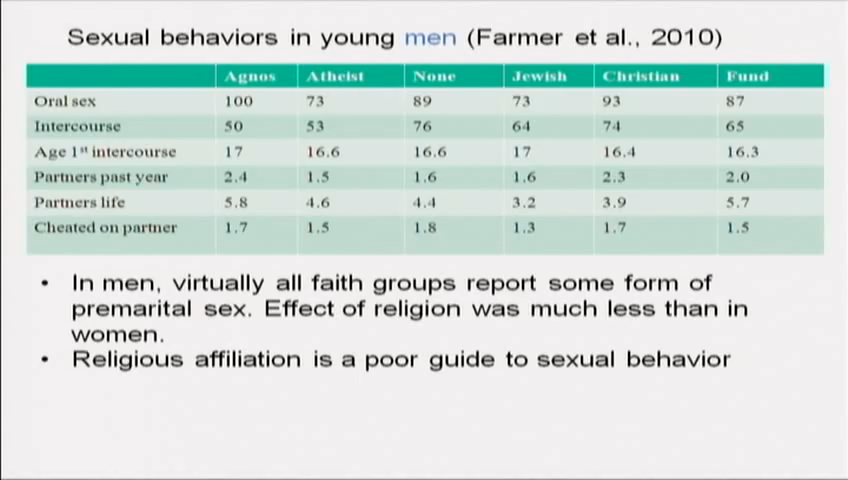 Sexual behaviors in young men (Farmer et al., 2010)
Agnos Atheist None Jewish Christian Fund
Oral sex 100 73 89 73 93 87
Intercourse 50 53 76 64 74 65
Age 1st intercourse 17 16.6 16.6 17 16.4 16.3
Partners past year 2.4 1.5 1.6 1.6 2.3 2.0
Partners life 5.8 4.6 4.4 3.2 3.9 5.7
Cheated on partner 1.7 1.5 1.8 1.3 1.7 1.5
• In men, virtually all faith groups report some form of
premarital sex. Effect of religion was much less than in
women.
• Religious affiliation is a poor guide to sexual behavior